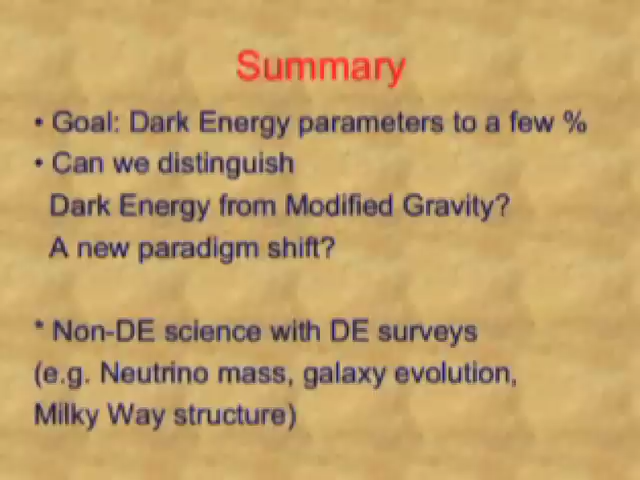 Summary
• Goal: Dark Energy parameters to a few %
• Can we distinguish
Dark Energy from Modified Gravity?
A new paradigm shift?
* Non-DE science with DE surveys
(e.g. Neutrino mass, galaxy evolution,
Milky Way structure)